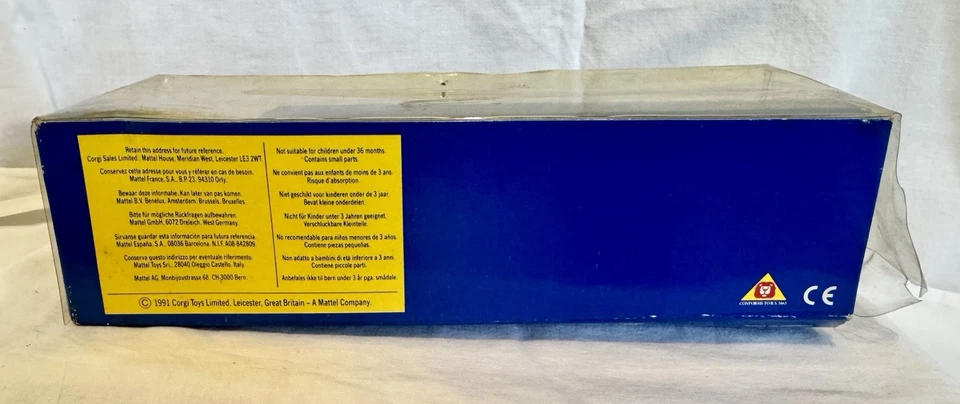 Retain this address for future reference.
Corgi Sales Limited. Mattel House, Meridian West, Leicester LE3 2WT.
Conservez cette adresse pour vous y référer en cas de besoin.
Mattel France, S.A., B.P. 23, 94310 Orly.
Bewaar deze informatie. Kan later van pas komen.
Mattel B.V. Benelux, Amsterdam, Brussels, Bruxelles.
Bitte für mögliche Rückfragen aufbewahren.
Mattel GmbH, 6072 Dreieich, West Germany.
Sirvanse guardar esta información para futura referencia.
Mattel España, S.A., 08036 Barcelona. N.I.F. A08-842809.
Conserva questo indirizzo per eventuale riferimento.
Mattel Toys S.r.l., 28040 Oleggio Castello, Italy.
Mattel AG, Monbijoustrasse 68, CH 3000 Bern.
Not suitable for children under 36 months.
Contains small parts.
Ne convient pas aux enfants de moins de 3 ans.
Risque d'absorption.
Niet geschikt voor kinderen onder de 3 jaar.
Bevat kleine onderdelen.
Nicht für Kinder unter 3 Jahren geeignet.
Verschluckbare Kleinteile.
No recomendable para niños menores de 3 años.
Contiene piezas pequeñas.
Non adatto a bambini di età inferiore a 3 anni.
Contiene piccole parti.
Anbefales ikke til børn under 3 år pga. smådele.
© 1991 Corgi Toys Limited, Leicester, Great Britain – A Mattel Company.
CONFORMS TO B.S. 5665
CE